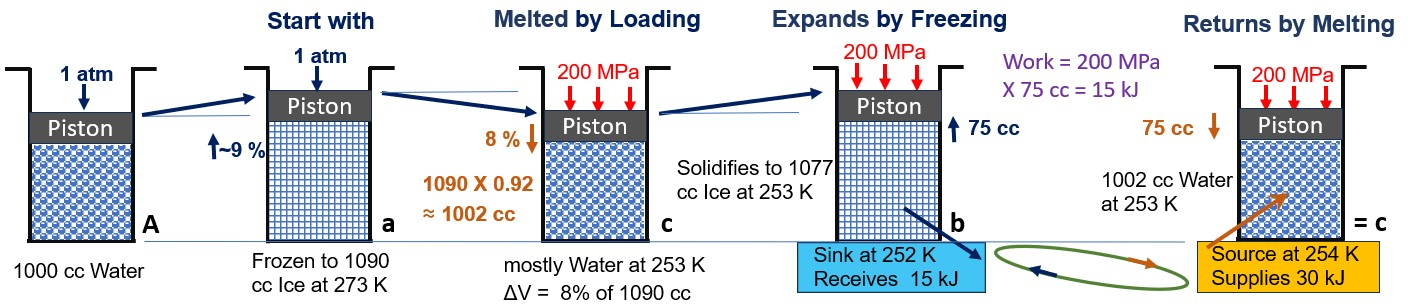 Start with
Melted by Loading
Expands by Freezing
Returns by Melting
1 atm
Piston
A
1000 cc Water
1 atm
Piston
~9 %
a
Frozen to 1090
cc Ice at 273 K
200 MPa
Piston
8 %
1090 X 0.92
≈ 1002 cc
c
mostly Water at 253 K
ΔV = 8% of 1090 cc
Solidifies to 1077
cc Ice at 253 K
200 MPa
Piston
75 cc
b
Sink at 252 K
Receives 15 kJ
Work = 200 MPa
X 75 cc = 15 kJ
200 MPa
75 cc
Piston
1002 cc Water
at 253 K
= c
Source at 254 K
Supplies 30 kJ